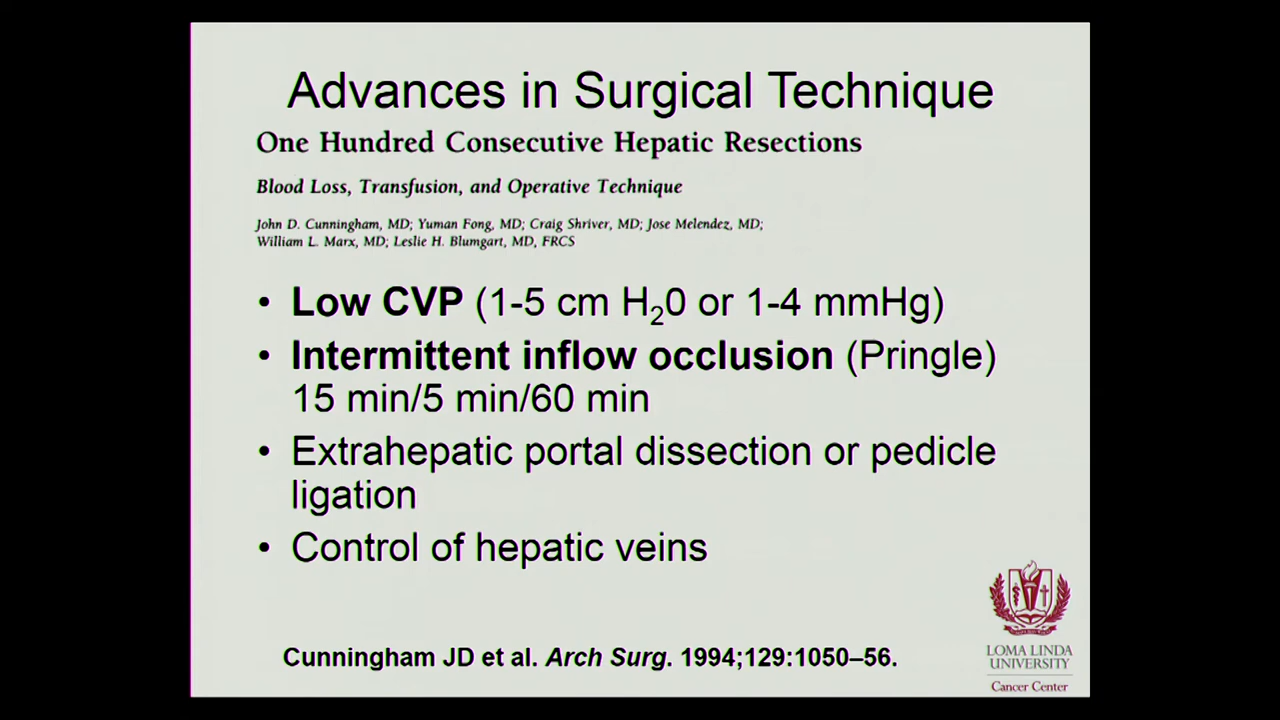 Advances in Surgical Technique
One Hundred Consecutive Hepatic Resections
Blood Loss, Transfusion, and Operative Technique
John D. Cunningham, MD; Yuman Fong, MD; Craig Shriver, MD; Jose Melendez, MD;
William L. Marx, MD; Leslie H. Blumgart, MD, FRCS
• Low CVP (1-5 cm H₂0 or 1-4 mmHg)
• Intermittent inflow occlusion (Pringle)
15 min/5 min/60 min
• Extrahepatic portal dissection or pedicle
ligation
• Control of hepatic veins
Cunningham JD et al. Arch Surg. 1994;129:1050–56.
LOMA LINDA
UNIVERSITY
Cancer Center